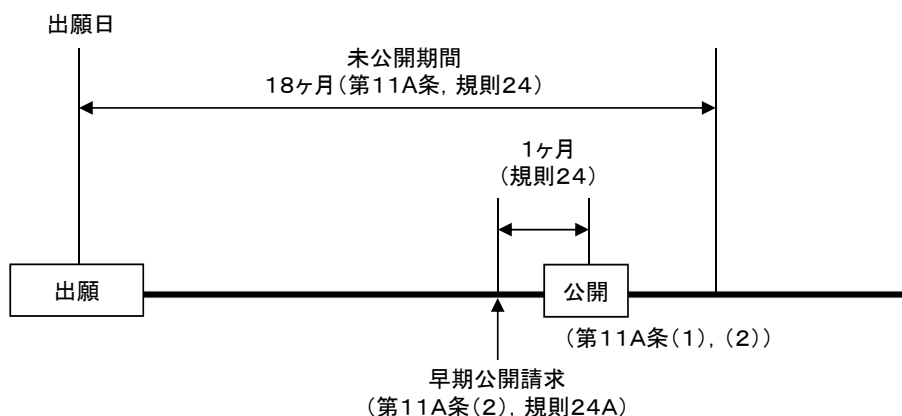 出願日
未公開期間
18ヶ月(第11A条, 規則24)
1ヶ月
(規則24)
出願
公開
(第11A条(1), (2))
早期公開請求
(第11A条(2), 規則24A)